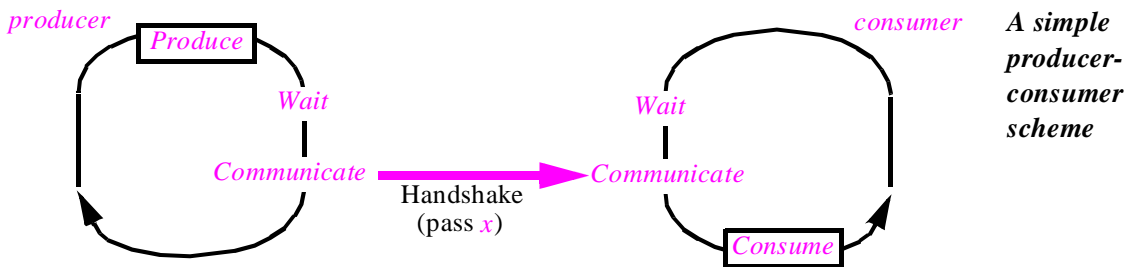 producer
Produce
Wait
Communicate
Handshake
(pass x)
consumer
Wait
Communicate
Consume
A simple
producer-
consumer
scheme